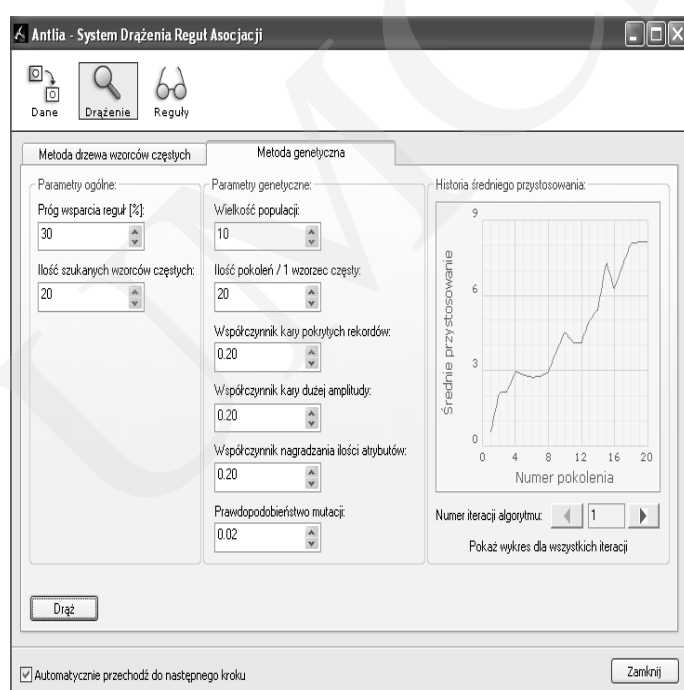 Antlia - System Drążenia Reguł Asocjacji
Dane
Drążenie
Reguły
Metoda drzewa wzorców częstych
Metoda genetyczna
Parametry ogólne:
Próg wsparcia reguł [%]:
30
Ilość szukanych wzorców częstych:
20
Parametry genetyczne:
Wielkość populacji:
10
Ilość pokoleń / 1 wzorzec częsty:
20
Współczynnik kary pokrytych rekordów:
0.20
Współczynnik kary dużej amplitudy:
0.20
Współczynnik nagradzania ilości atrybutów:
0.20
Prawdopodobieństwo mutacji:
0.02
Historia średniego przystosowania:
Średnie przystosowanie
9
6
3
0
0 4 8 12 16 20
Numer pokolenia
Numer iteracji algorytmu:
1
Pokaż wykres dla wszystkich iteracji
Drąż
Automatycznie przechodź do następnego kroku
Zamknij
UMCS